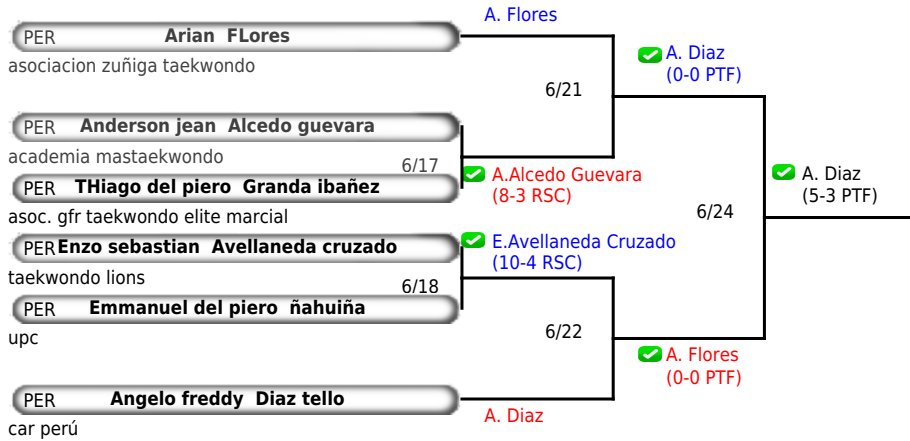 A. Flores
PER Arian FLores
asociacion zuñiga taekwondo
A. Diaz
(0-0 PTF)
6/21
PER Anderson jean Alcedo guevara
academia mastaekwondo
6/17
A.Alcedo Guevara
(8-3 RSC)
PER THiago del piero Granda ibañez
asoc. gfr taekwondo elite marcial
A. Diaz
(5-3 PTF)
6/24
PER Enzo sebastian Avellaneda cruzado
taekwondo lions
E.Avellaneda Cruzado
(10-4 RSC)
6/18
PER Emmanuel del piero ñahuiña
upc
6/22
A. Flores
(0-0 PTF)
PER Angelo freddy Diaz tello
car perú
A. Diaz